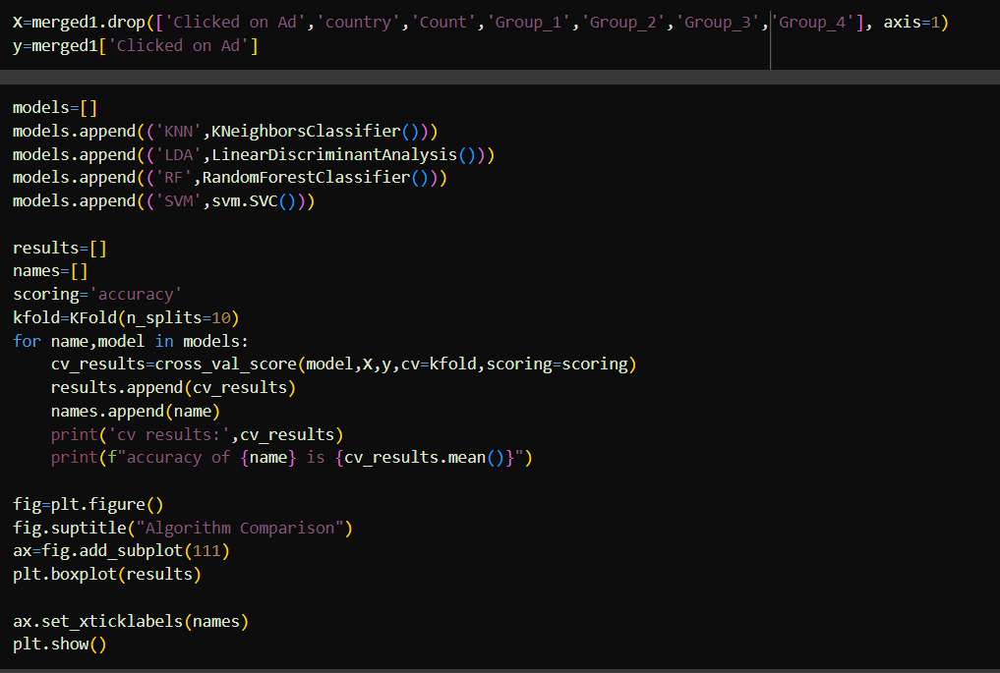 X=merged1.drop(['Clicked on Ad','country','Count','Group_1','Group_2','Group_3','Group_4'], axis=1)
y=merged1['Clicked on Ad']
models=[]
models.append(('KNN',KNeighborsClassifier()))
models.append(('LDA',LinearDiscriminantAnalysis()))
models.append(('RF',RandomForestClassifier()))
models.append(('SVM',svm.SVC()))
results=[]
names=[]
scoring='accuracy'
kfold=KFold(n_splits=10)
for name,model in models:
    cv_results=cross_val_score(model,X,y,cv=kfold,scoring=scoring)
    results.append(cv_results)
    names.append(name)
    print('cv results:',cv_results)
    print(f"accuracy of {name} is {cv_results.mean()}")
fig=plt.figure()
fig.suptitle("Algorithm Comparison")
ax=fig.add_subplot(111)
plt.boxplot(results)
ax.set_xticklabels(names)
plt.show()